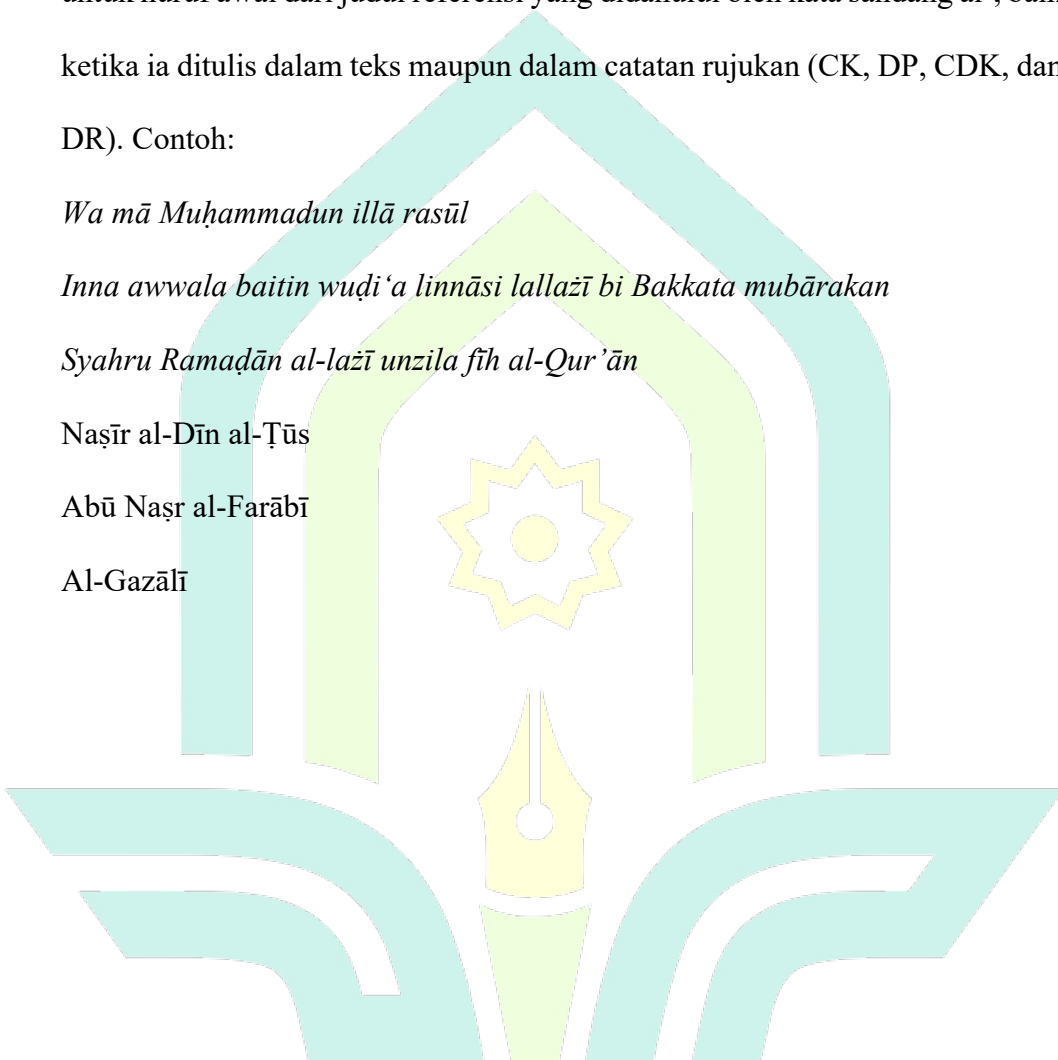 ketika ia ditulis dalam teks maupun dalam catatan rujukan (CK, DP, CDK, dan
DR). Contoh:
Wa mā Muḥammadun illā rasūl
Inna awwala baitin wuḍi‘a linnāsi lallażī bi Bakkata mubārakan
Syahru Ramaḍān al-lażī unzila fīh al-Qur’ān
Naṣīr al-Dīn al-Ṭūs
Abū Naṣr al-Farābī
Al-Gazālī